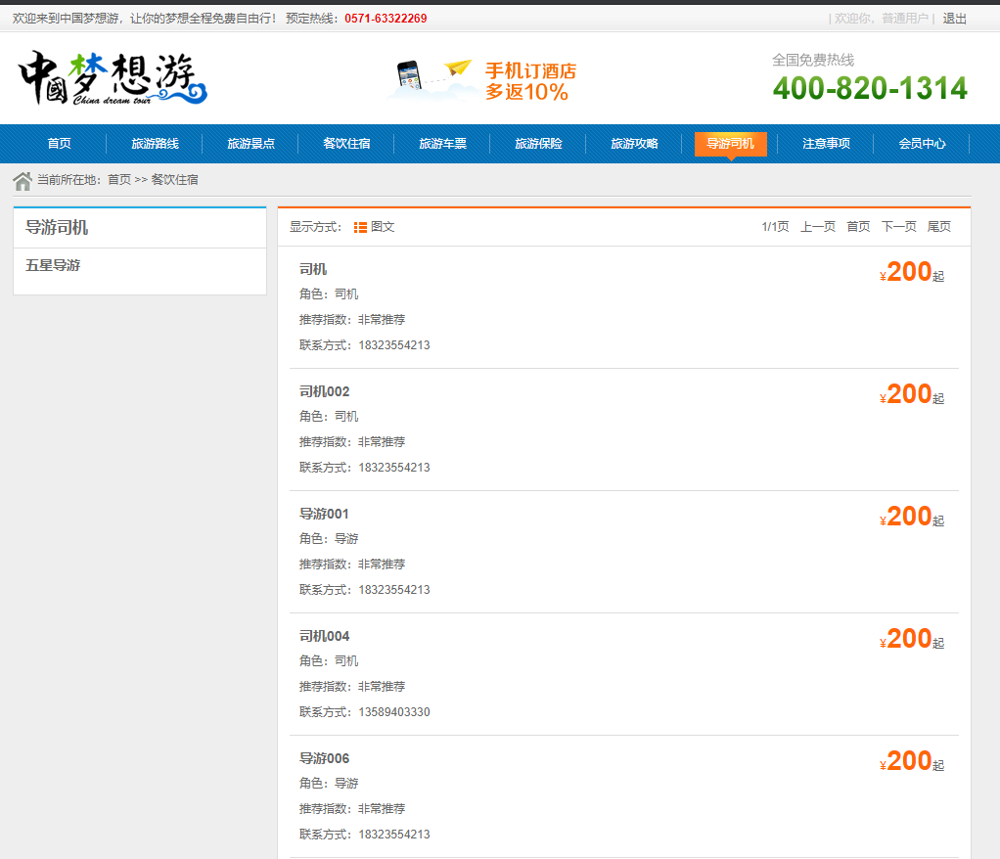 欢迎来到中国梦想游，让你的梦想全程免费自由行！ 预定热线：0571-63322269 | 欢迎你，普通用户 | 退出
中国梦想游
China dream tour
手机订酒店
多返10%
全国免费热线
400-820-1314
首页 旅游路线 旅游景点 餐饮住宿 旅游车票 旅游保险 旅游攻略 导游司机 注意事项 会员中心
当前所在地：首页 >> 餐饮住宿
导游司机
五星导游
显示方式： 图文 1/1页 上一页 首页 下一页 尾页
司机 ¥200起
角色：司机
推荐指数：非常推荐
联系方式：18323554213
司机002 ¥200起
角色：司机
推荐指数：非常推荐
联系方式：18323554213
导游001 ¥200起
角色：导游
推荐指数：非常推荐
联系方式：18323554213
司机004 ¥200起
角色：司机
推荐指数：非常推荐
联系方式：13589403330
导游006 ¥200起
角色：导游
推荐指数：非常推荐
联系方式：18323554213